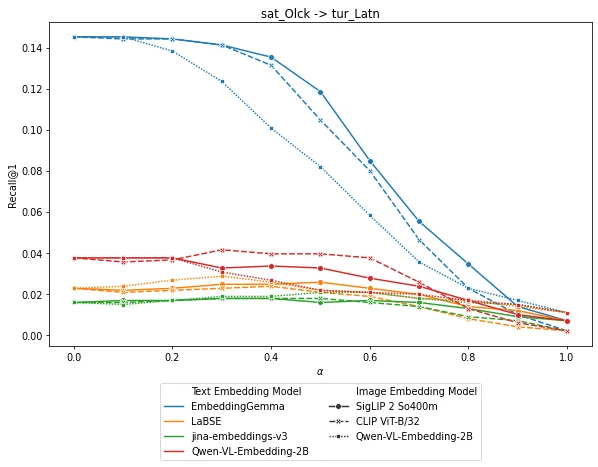 sat_Olck -> tur_Latn
Recall@1
0.14
0.12
0.10
0.08
0.06
0.04
0.02
0.00
0.0 0.2 0.4 0.6 0.8 1.0
α
Text Embedding Model
EmbeddingGemma
LaBSE
jina-embeddings-v3
Qwen-VL-Embedding-2B
Image Embedding Model
SigLIP 2 So400m
CLIP ViT-B/32
Qwen-VL-Embedding-2B